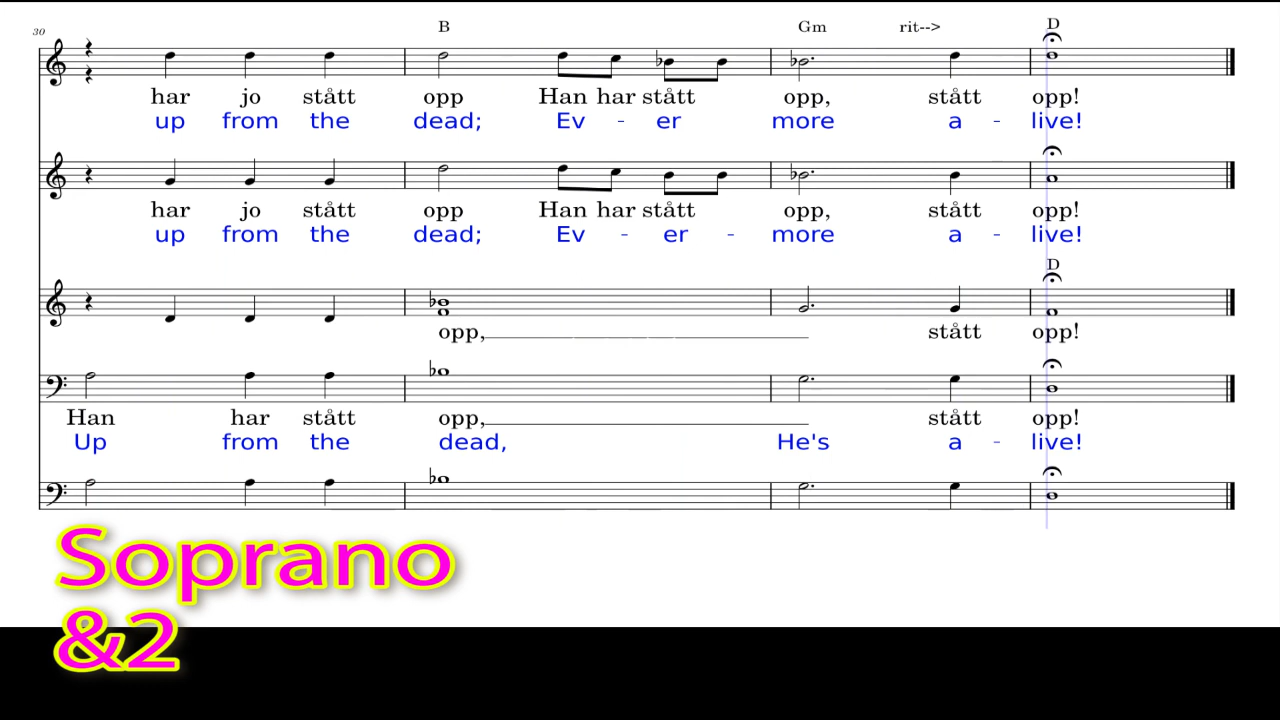 30 B Gm rit--> D
har jo stått opp Han har stått opp, stått opp!
up from the dead; Ev - er more a - live!
har jo stått opp Han har stått opp, stått opp!
up from the dead; Ev - er - more a - live!
D
opp, stått opp!
Han har stått opp, stått opp!
Up from the dead, He's a - live!
Soprano
&2